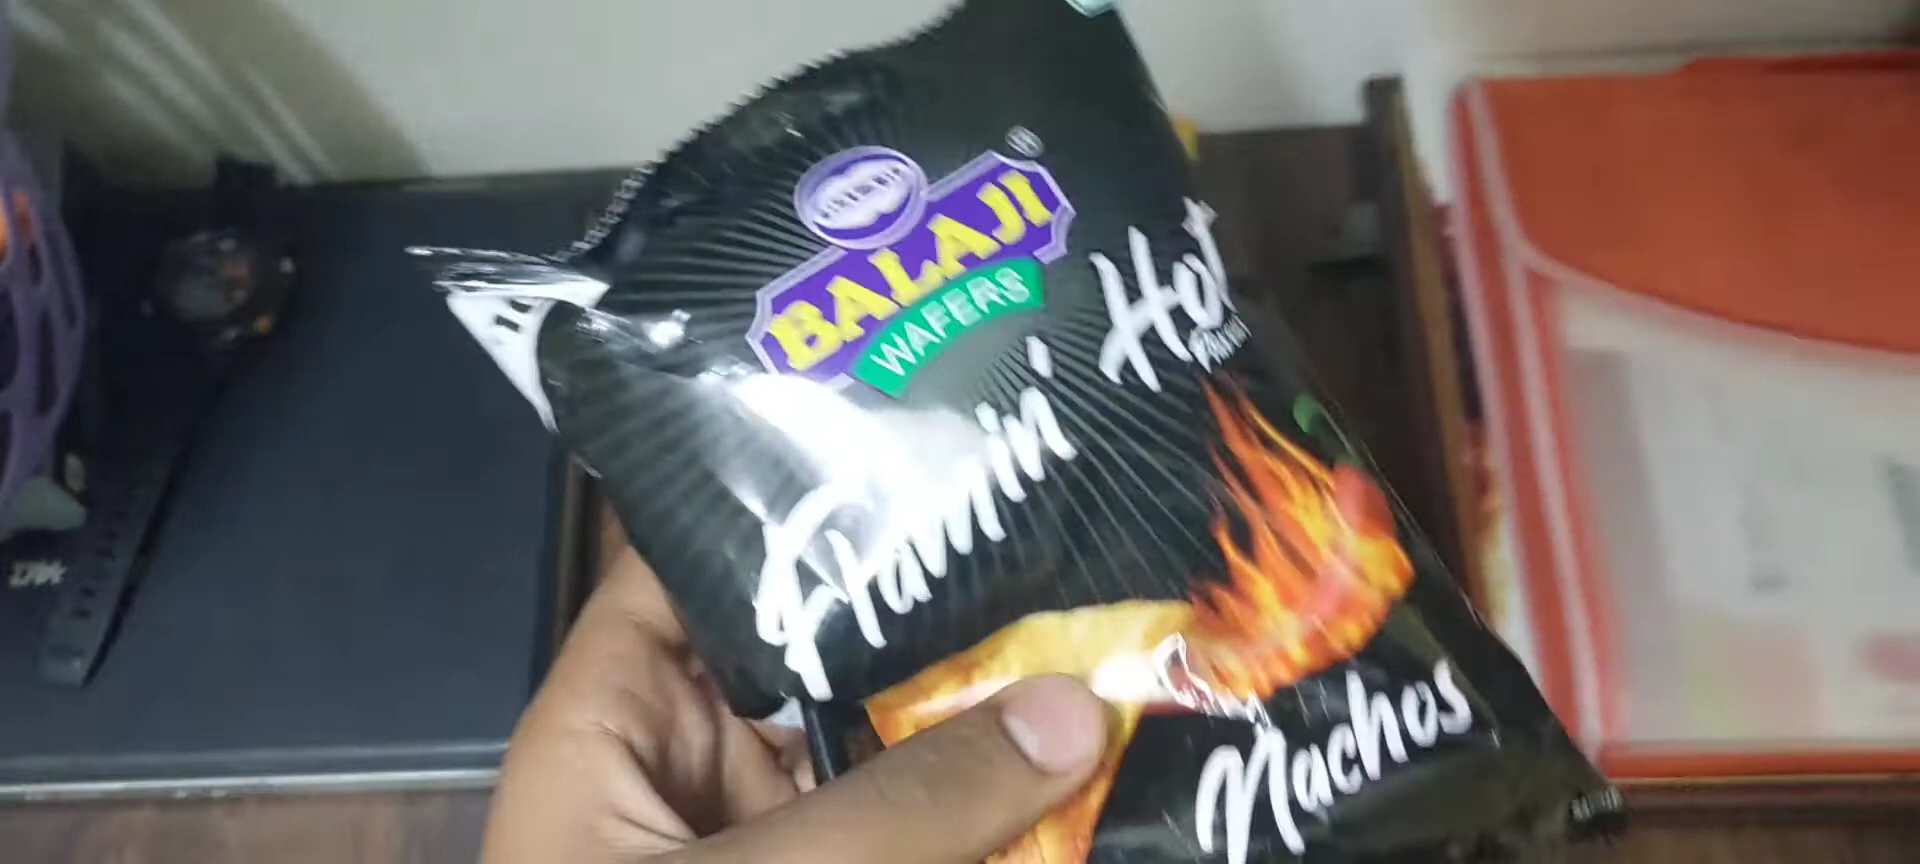 BALAJI
WAFERS
®
Flamin' Hot
Nachos